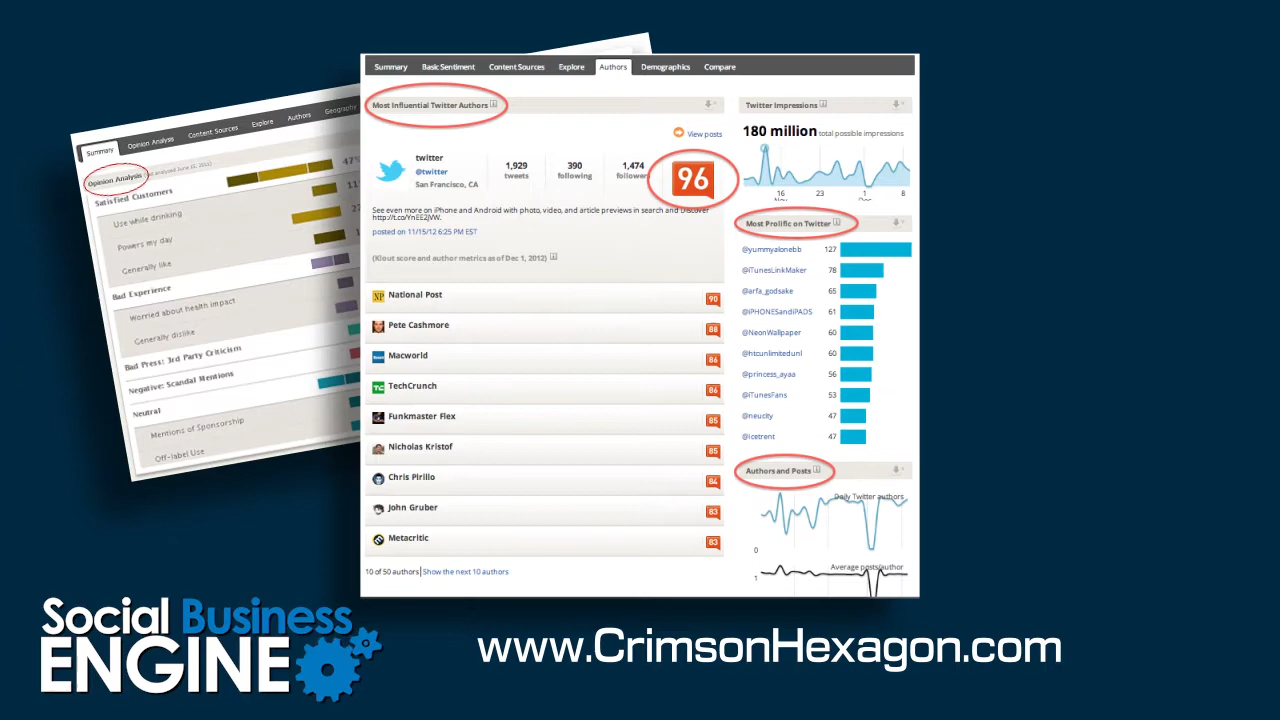 Summary
Opinion Analysis
Content Sources
Explore
Authors
Geography
Opinion Analysis
Satisfied Customers
47%
Use while drinking
Powers my day
Generally like
Bad Experience
Worried about health impact
Generally dislike
Bad Press: 3rd Party Criticism
Negative: Scandal Mentions
Neutral
Mentions of Sponsorship
Off-label Use
Summary Basic Sentiment Content Sources Explore Authors Demographics Compare
Most Influential Twitter Authors
View posts
twitter
@twitter
San Francisco, CA
1,929 tweets
390 following
1,474 followers
96
See even more on iPhone and Android with photo, video, and article previews in search and Discover
http://t.co/YnEE2JVW.
posted on 11/15/12 6:25 PM EST
(Klout score and author metrics as of Dec 1, 2012)
National Post 90
Pete Cashmore 88
Macworld 86
TechCrunch 86
Funkmaster Flex 85
Nicholas Kristof 85
Chris Pirillo 84
John Gruber 83
Metacritic 83
10 of 50 authors Show the next 10 authors
Twitter Impressions
180 million total possible impressions
16 23 1 8
Nov Dec
Most Prolific on Twitter
@yummyalonebb 127
@iTunesLinkMaker 78
@arfa_godsake 65
@iPHONESandiPADS 61
@NeonWallpaper 60
@htcunlimitedunl 60
@princess_ayaa 56
@iTunesFans 53
@neucity 47
@icetrent 47
Authors and Posts
Daily Twitter authors
0
Average posts/author
1
Social Business
ENGINE
www.CrimsonHexagon.com